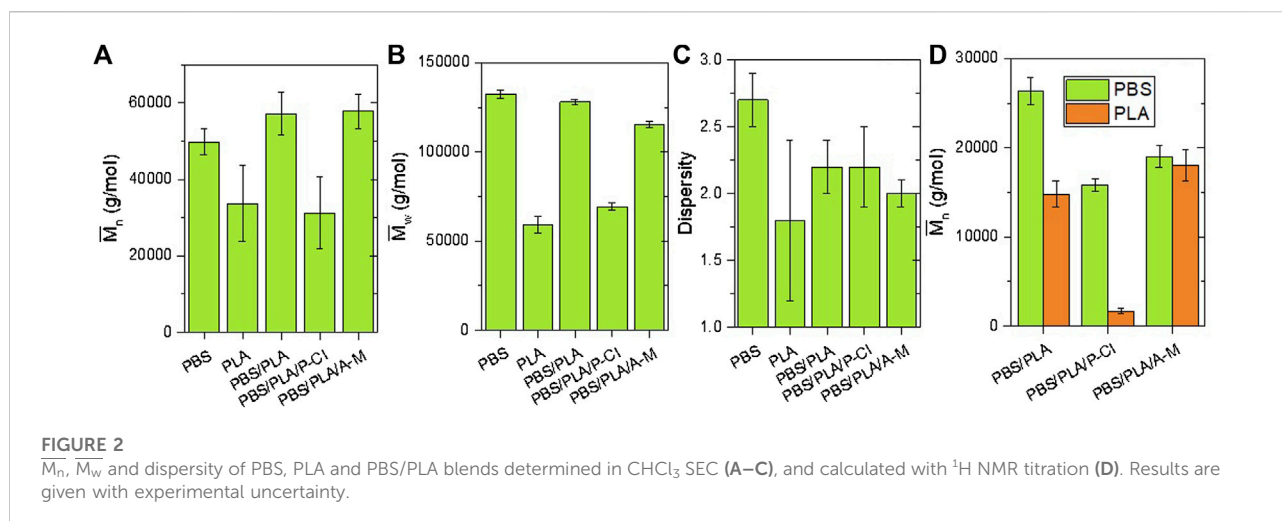 A
B
C
D
M̅n (g/mol)
60000
40000
20000
0
PBS
PLA
PBS/PLA
PBS/PLA/P-Cl
PBS/PLA/A-M
M̅w (g/mol)
150000
100000
50000
0
PBS
PLA
PBS/PLA
PBS/PLA/P-Cl
PBS/PLA/A-M
Dispersity
3.0
2.5
2.25
2.0
1.5
1.0
PBS
PLA
PBS/PLA
PBS/PLA/P-Cl
PBS/PLA/A-M
M̅n (g/mol)
30000
20000
10000
0
PBS
PLA
PBS/PLA
PBS/PLA/P-Cl
PBS/PLA/A-M
FIGURE 2
M̅n, M̅w and dispersity of PBS, PLA and PBS/PLA blends determined in CHCl₃ SEC (A–C), and calculated with ¹H NMR titration (D). Results are
given with experimental uncertainty.